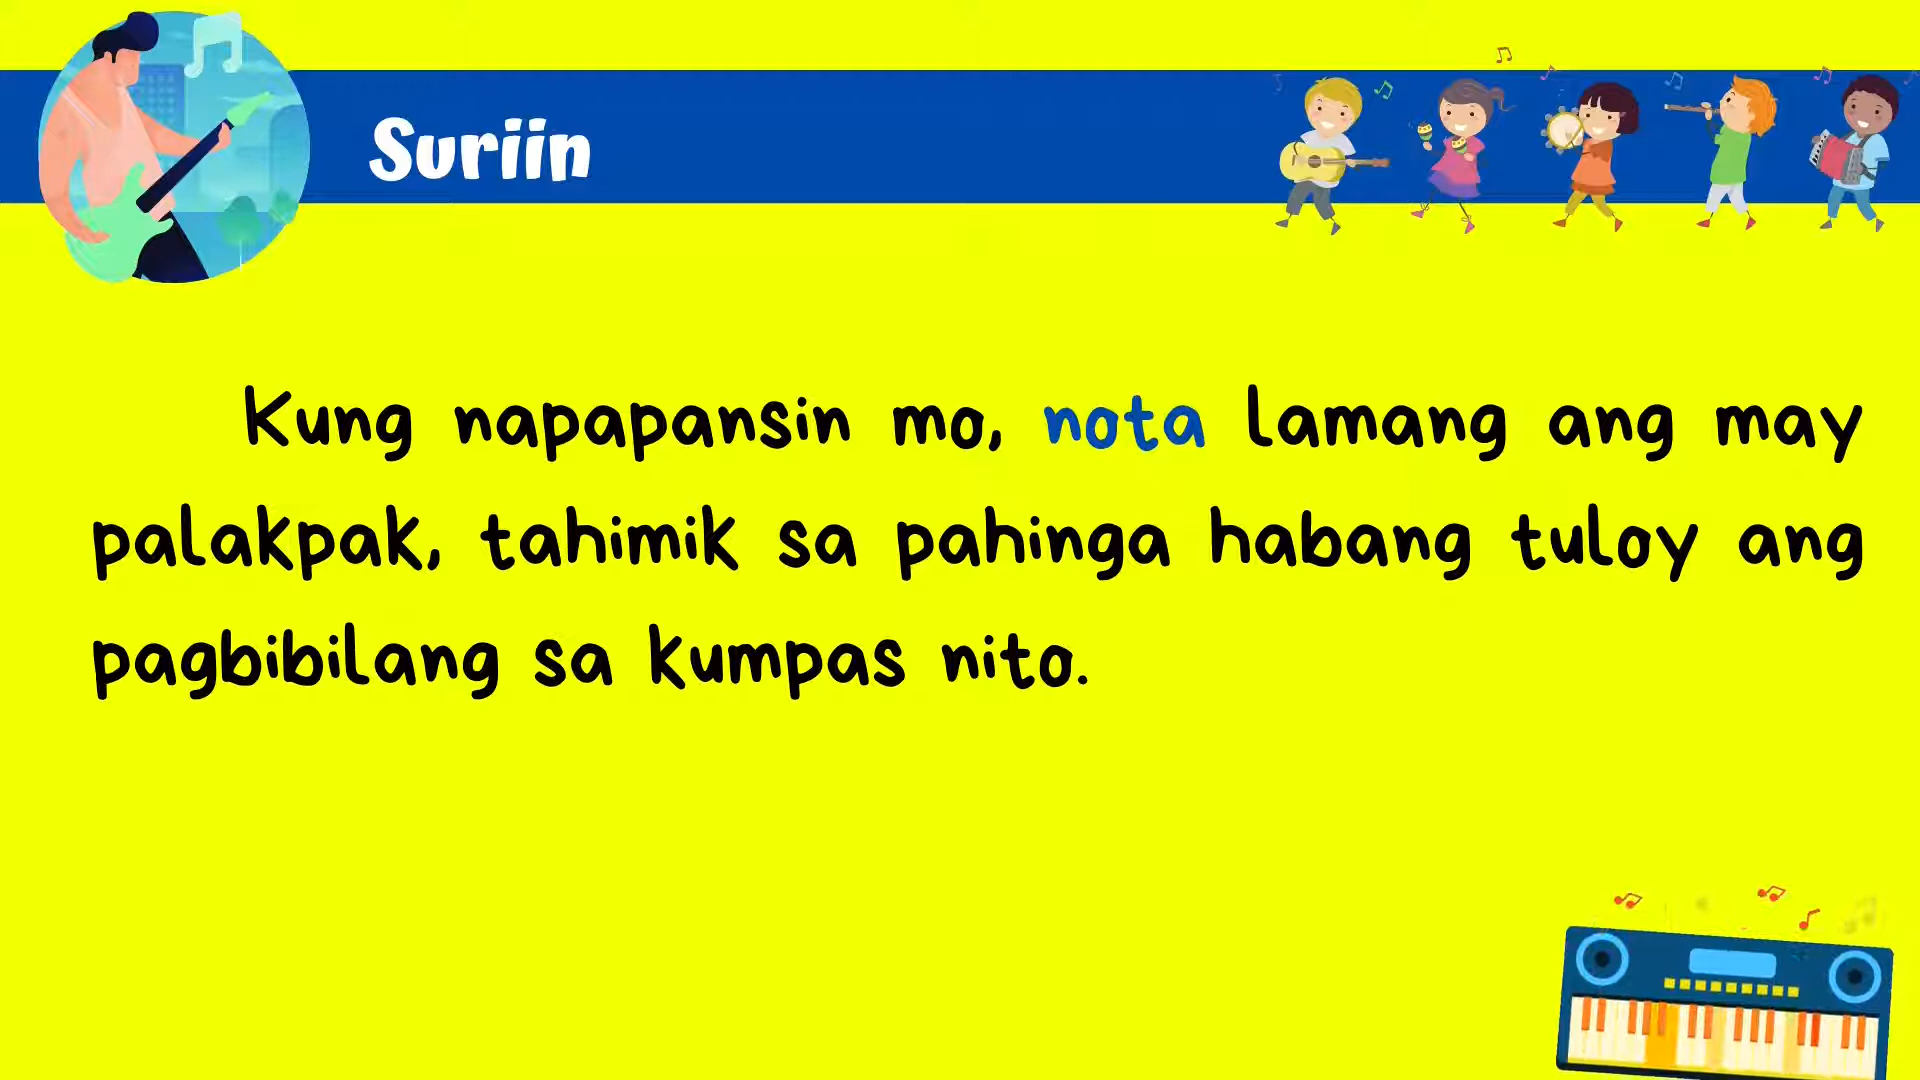 Suriin
Kung napapansin mo, nota lamang ang may
palakpak, tahimik sa pahinga habang tuloy ang
pagbibilang sa kumpas nito.